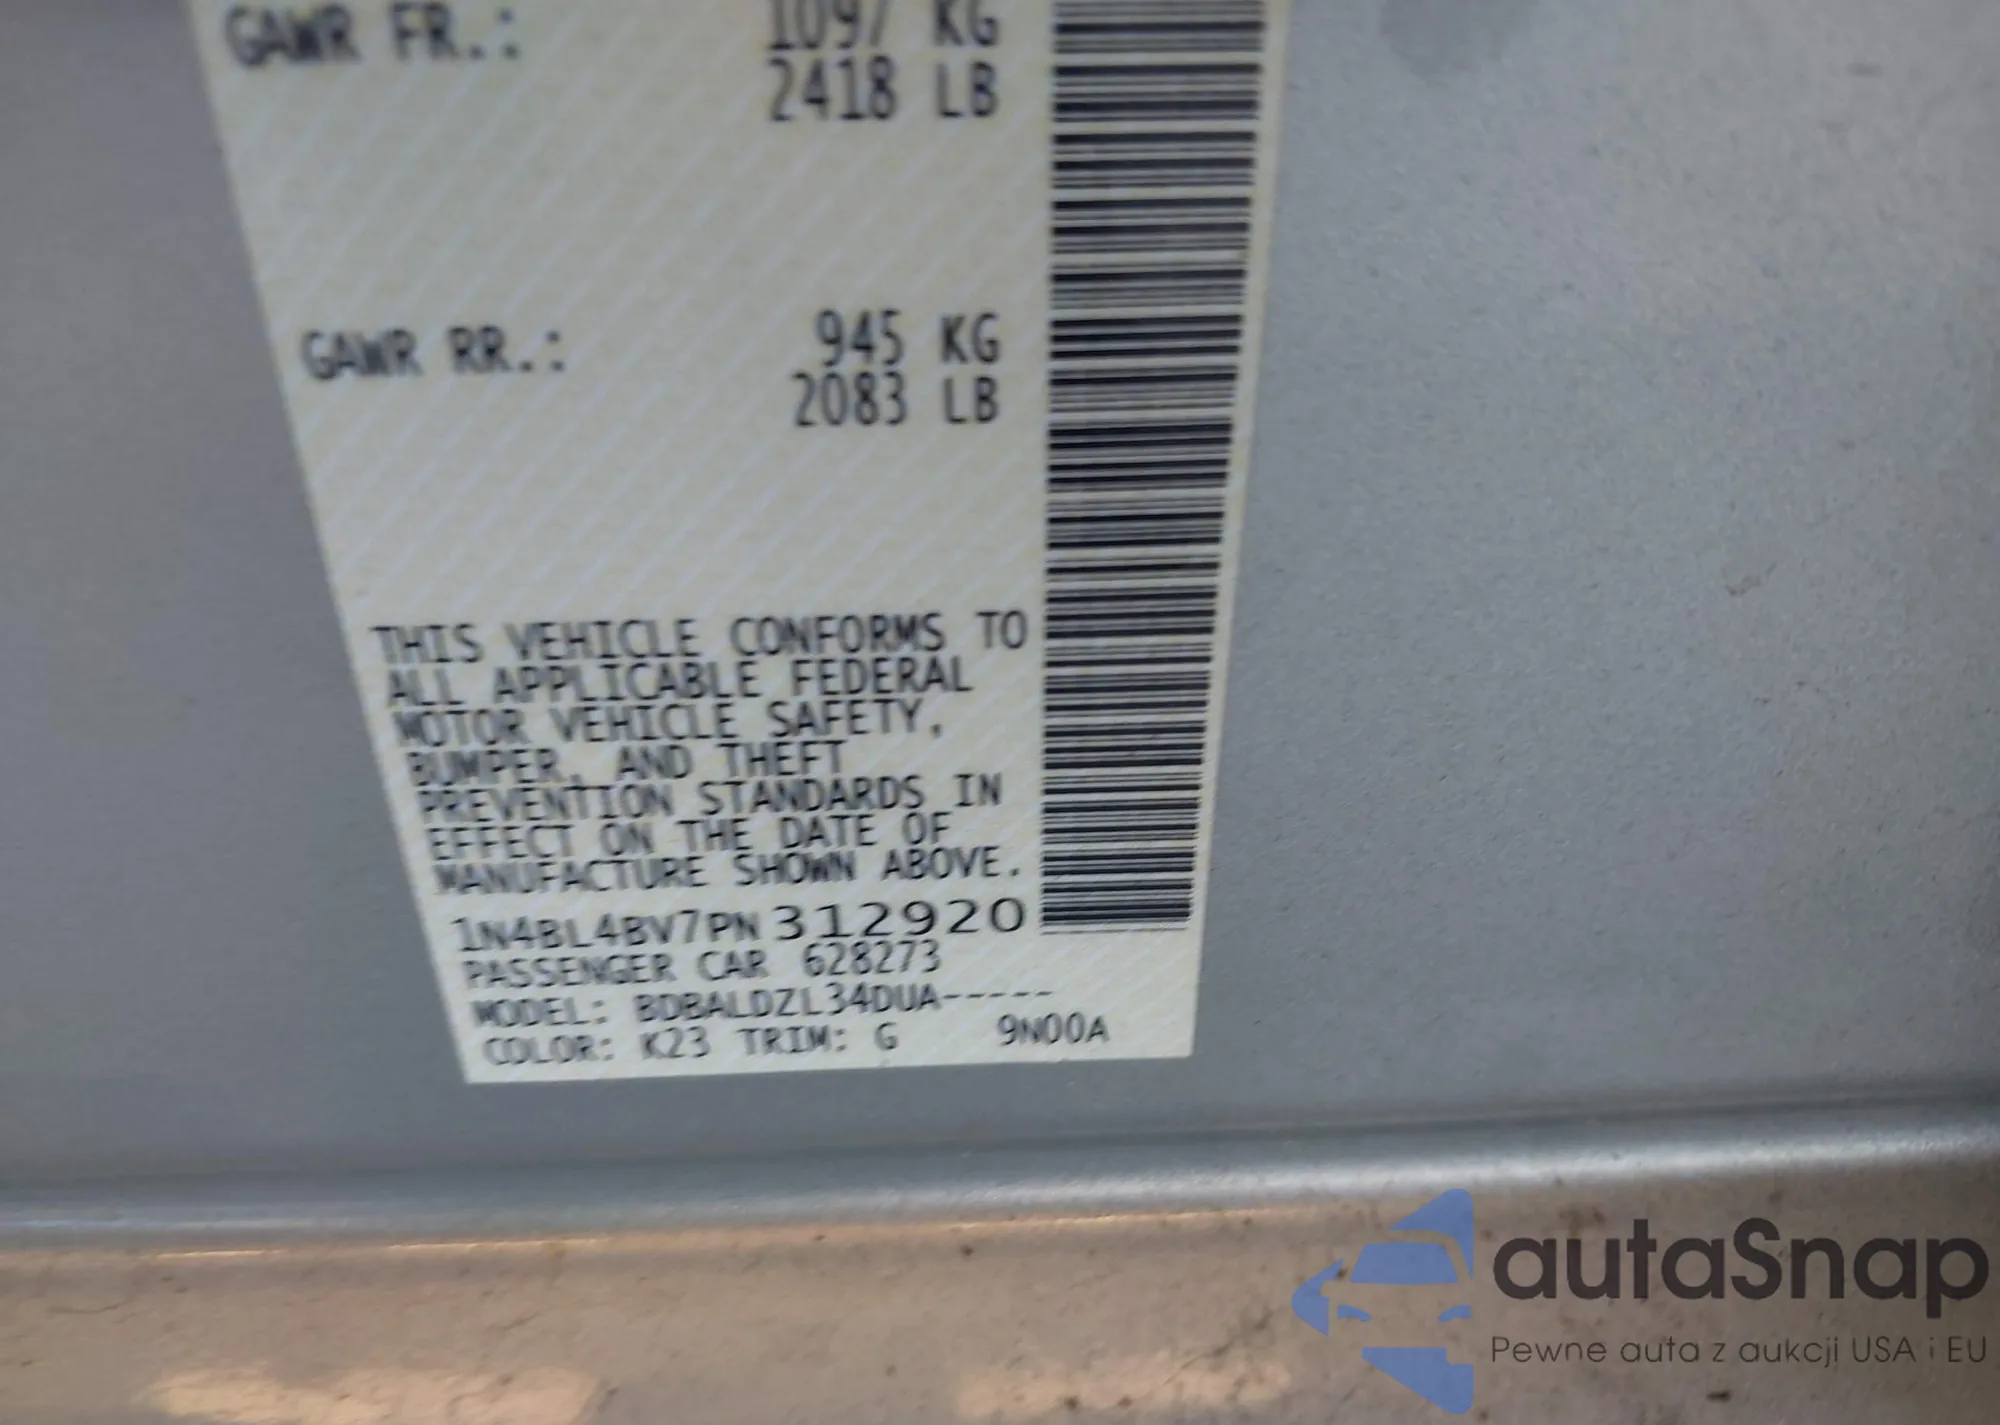 GAWR FR.: 1097 KG
2418 LB
GAWR RR.: 945 KG
2083 LB
THIS VEHICLE CONFORMS TO
ALL APPLICABLE FEDERAL
MOTOR VEHICLE SAFETY,
BUMPER, AND THEFT
PREVENTION STANDARDS IN
EFFECT ON THE DATE OF
MANUFACTURE SHOWN ABOVE.
1N4BL4BV7PN312920
PASSENGER CAR 628273
MODEL: BDBALDZL34DUA-----
COLOR: K23 TRIM: G 9N00A
autaSnap
Pewne auta z aukcji USA i EU